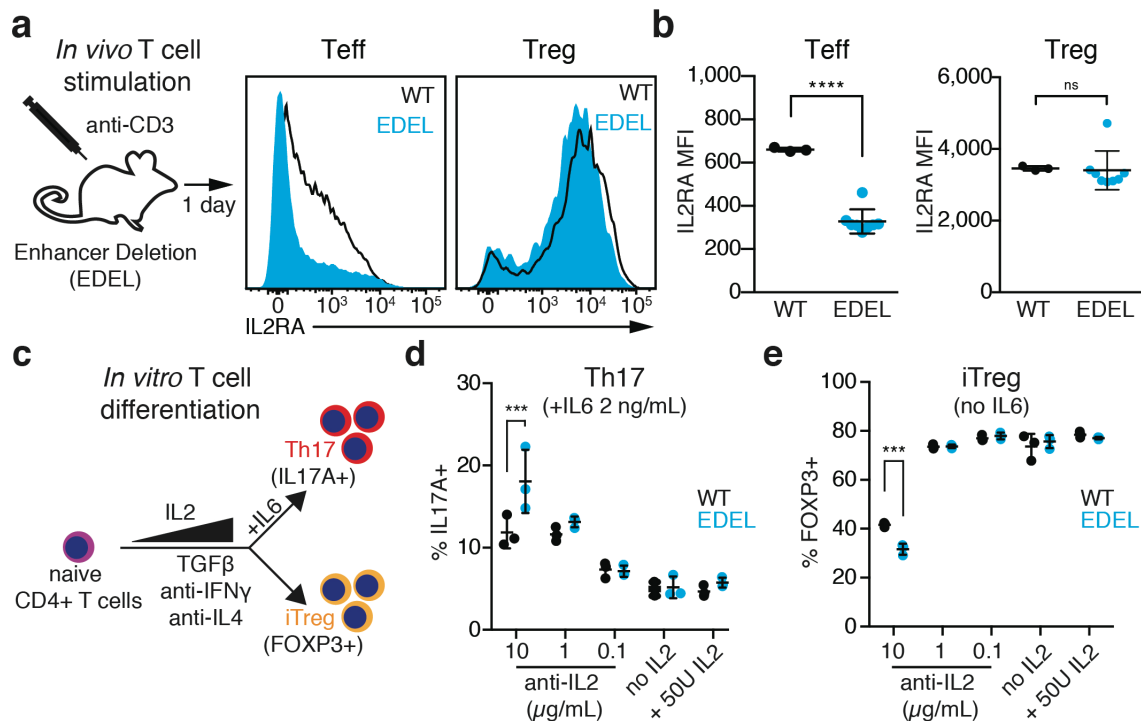 a
In vivo T cell
stimulation
anti-CD3
1 day
Enhancer Deletion
(EDEL)
Teff
WT
EDEL
0 10³ 10⁴ 10⁵
Treg
WT
EDEL
0 10³ 10⁴ 10⁵
IL2RA
b
Teff
IL2RA MFI
1,000
800
600
400
200
0
****
WT EDEL
Treg
IL2RA MFI
6,000
4,000
2,000
0
ns
WT EDEL
c
In vitro T cell
differentiation
naive
CD4+ T cells
IL2
TGFβ
anti-IFNγ
anti-IL4
+IL6
Th17
(IL17A+)
iTreg
(FOXP3+)
d
Th17
(+IL6 2 ng/mL)
% IL17A+
30
20
10
0
***
WT
EDEL
10 1 0.1 no IL2 + 50U IL2
anti-IL2
(µg/mL)
e
iTreg
(no IL6)
% FOXP3+
100
80
60
40
20
0
***
WT
EDEL
10 1 0.1 no IL2 + 50U IL2
anti-IL2
(µg/mL)